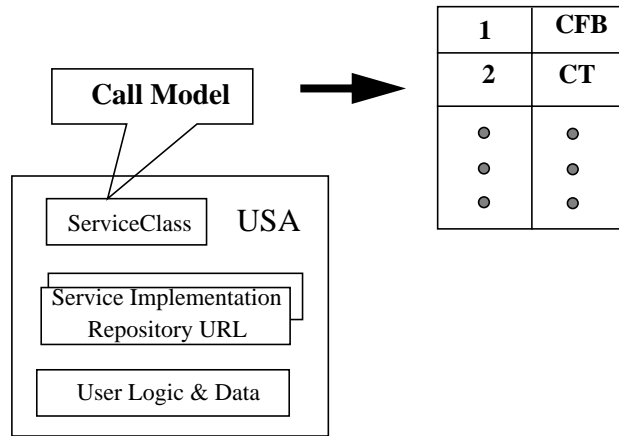 1 CFB
2 CT
Call Model
ServiceClass
USA
Service Implementation
Repository URL
User Logic & Data